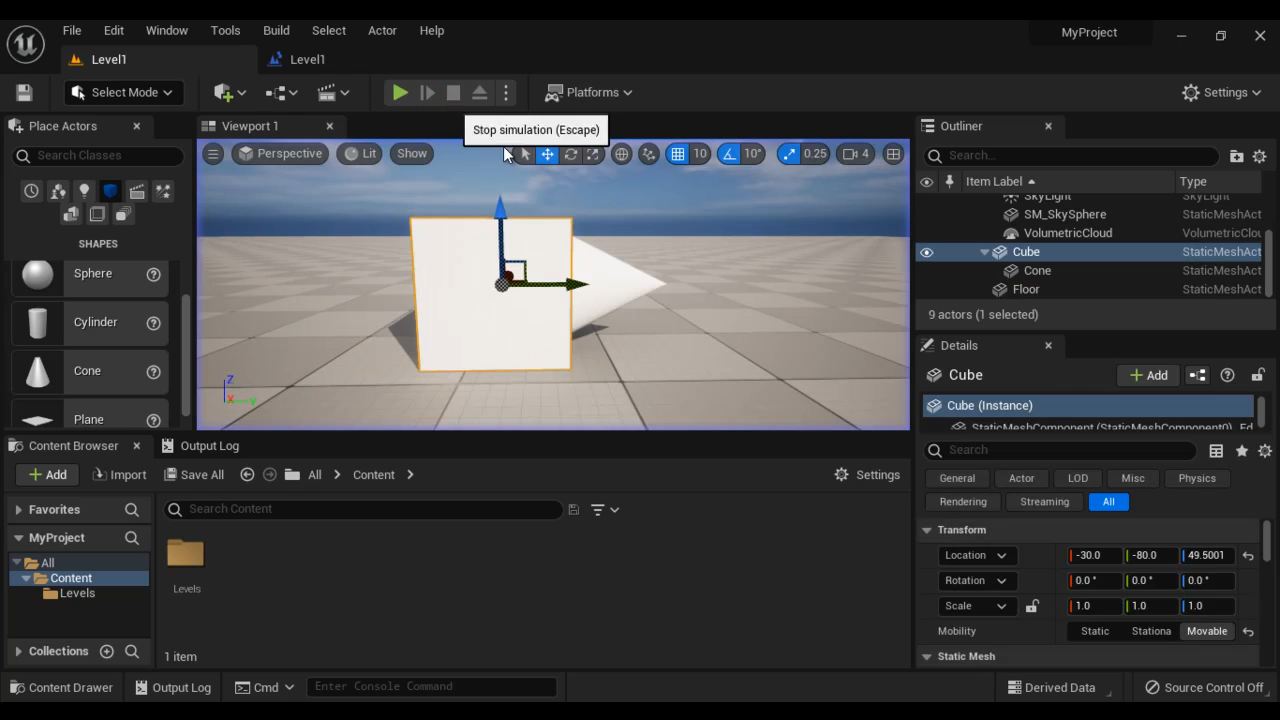 File Edit Window Tools Build Select Actor Help
MyProject
Level1
Level1
Select Mode
Platforms
Settings
Place Actors
Viewport 1
Stop simulation (Escape)
Outliner
Search Classes
Perspective Lit Show
10 10° 0.25 4
Search...
Item Label Type
SkyLight
SM_SkySphere StaticMeshAct
VolumetricCloud VolumetricClou
Cube StaticMeshAct
Cone StaticMeshAct
Floor StaticMeshAct
9 actors (1 selected)
SHAPES
Sphere
Cylinder
Cone
Plane
Z
X Y
Details
Cube
Add
Cube (Instance)
StaticMeshComponent (StaticMeshComponent0) Ed
Search
General Actor LOD Misc Physics
Rendering Streaming All
Transform
Location -30.0 -80.0 49.5001
Rotation 0.0 ° 0.0 ° 0.0 °
Scale 1.0 1.0 1.0
Mobility Static Stationa Movable
Static Mesh
Content Browser Output Log
Add Import Save All All Content Settings
Favorites
Search Content
MyProject
All
Content
Levels
Levels
Collections
1 item
Content Drawer Output Log Cmd Enter Console Command Derived Data Source Control Off